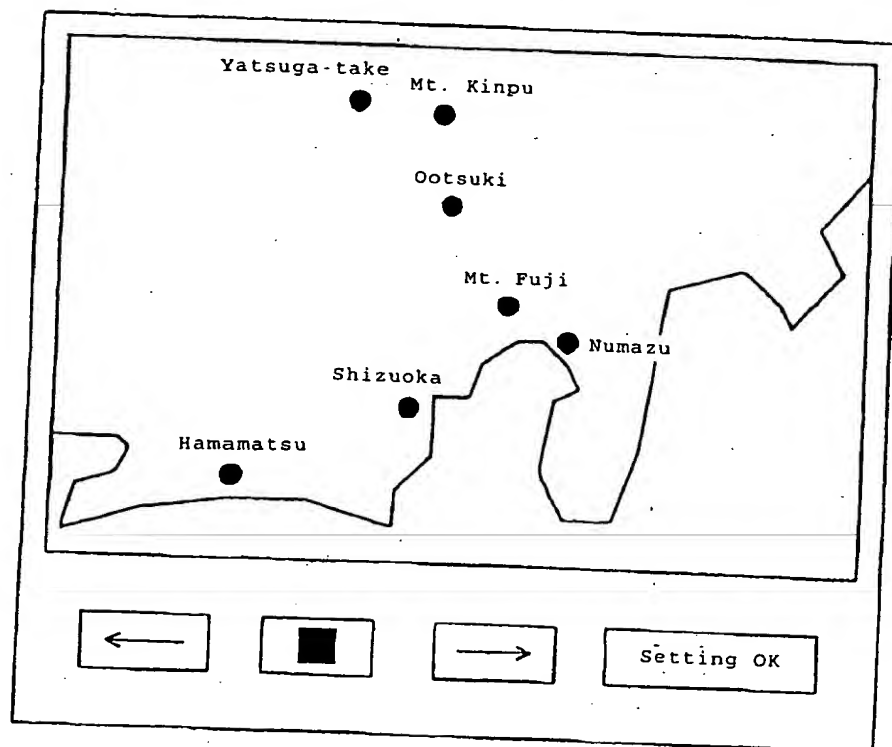 Yatsuga-take
Mt. Kinpu
Ootsuki
Mt. Fuji
Numazu
Shizuoka
Hamamatsu
Setting OK